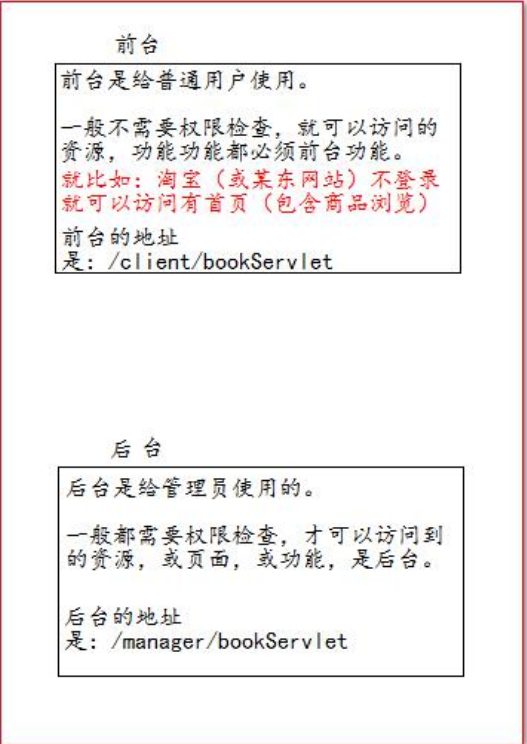 前台
前台是给普通用户使用。
一般不需要权限检查，就可以访问的
资源，功能功能都必须前台功能。
就比如：淘宝（或某东网站）不登录
就可以访问有首页（包含商品浏览）
前台的地址
是：/client/bookServlet
后 台
后台是给管理员使用的。
一般都需要权限检查，才可以访问到
的资源，或页面，或功能，是后台。
后台的地址
是：/manager/bookServlet